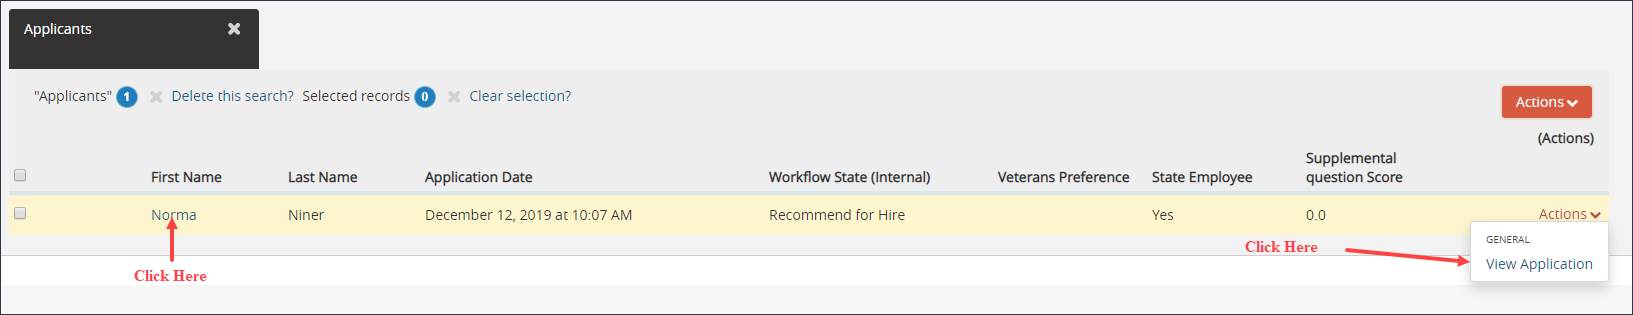 Applicants
"Applicants" 1 Delete this search? Selected records 0 Clear selection?
Actions
(Actions)
First Name Last Name Application Date Workflow State (Internal) Veterans Preference State Employee Supplemental
question Score
Norma Niner December 12, 2019 at 10:07 AM Recommend for Hire Yes 0.0 Actions
GENERAL
Click Here
View Application
Click Here